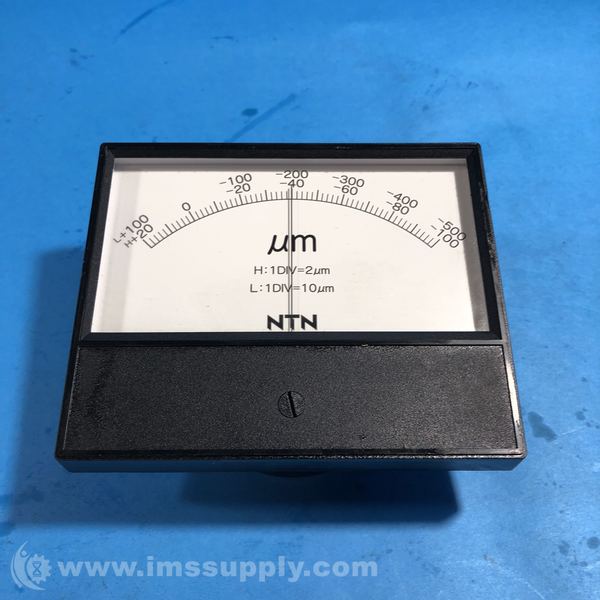 L+100 0 -100 -200 -300 -400 -500
H+20 -20 -40 -60 -80 -100
μm
H:1DIV=2μm
L:1DIV=10μm
NTN
www.imssupply.com